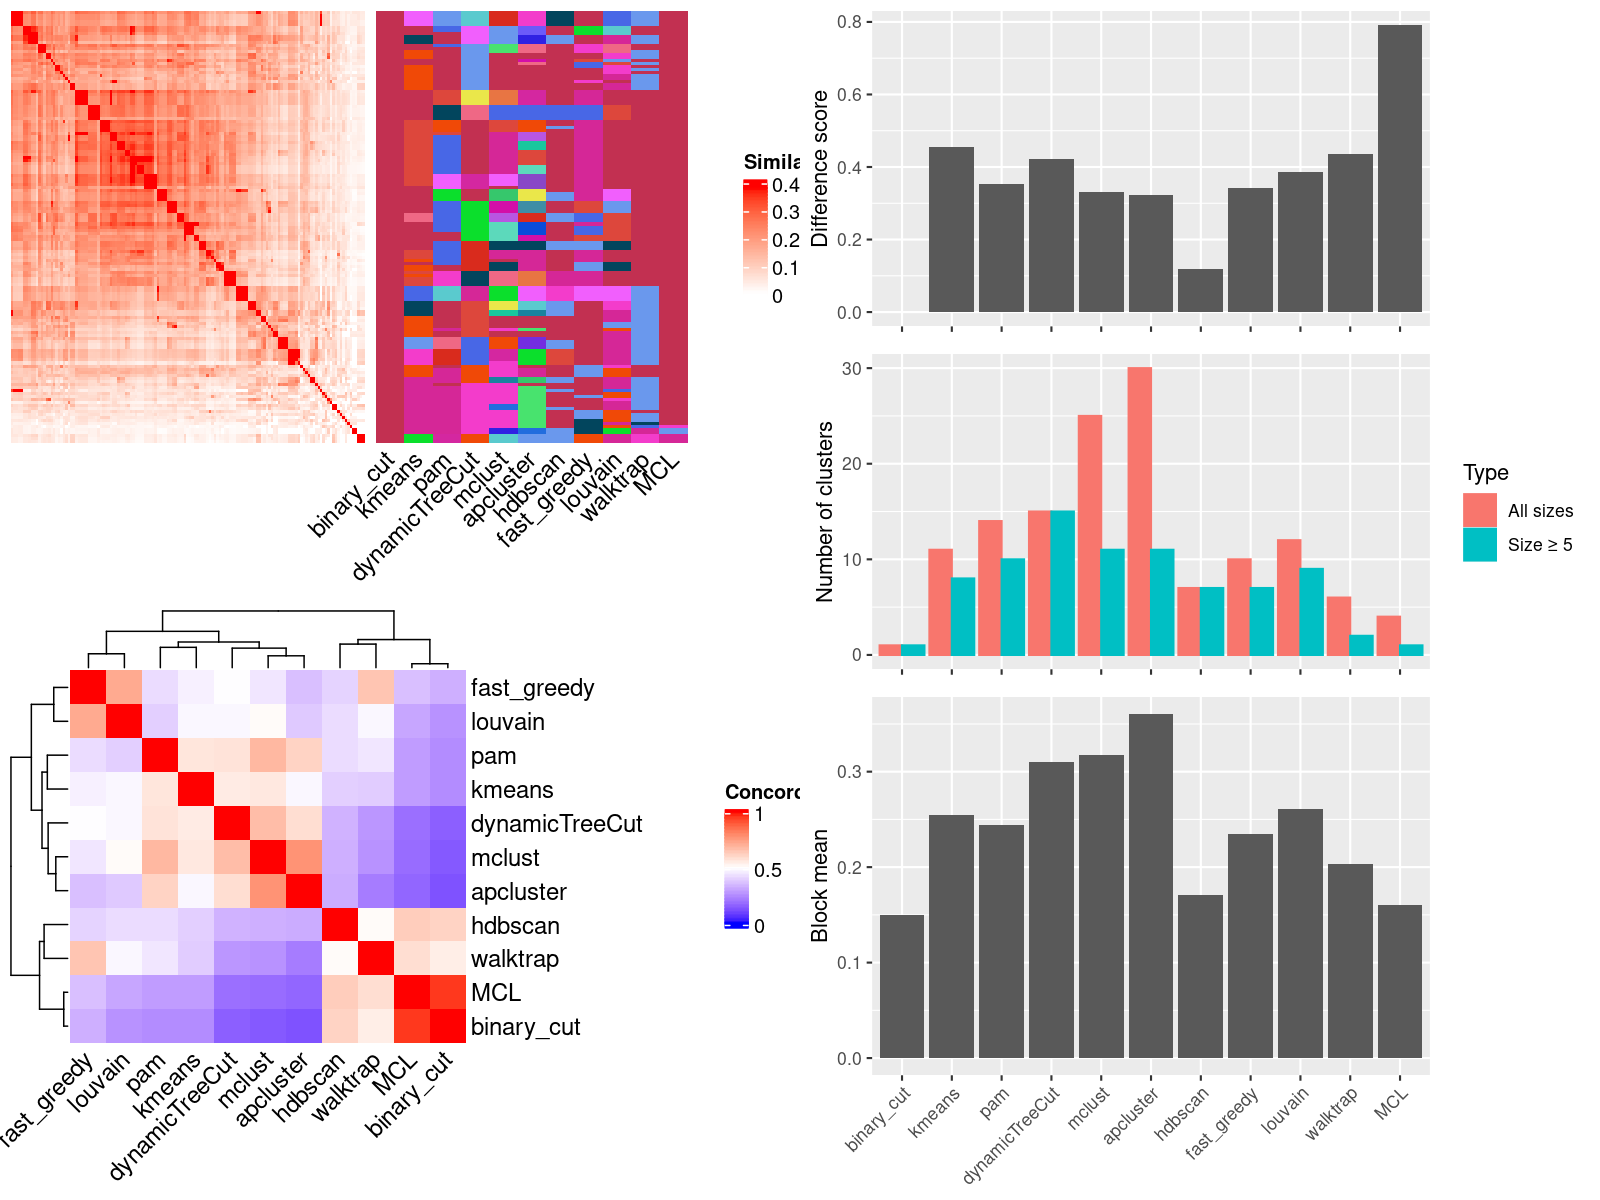 Simila
0.4
0.3
0.2
0.1
0
binary_cut
kmeans
pam
dynamicTreeCut
mclust
apcluster
hdbscan
fast_greedy
louvain
walktrap
MCL
fast_greedy
louvain
pam
kmeans
dynamicTreeCut
mclust
apcluster
hdbscan
walktrap
MCL
binary_cut
fast_greedy
louvain
pam
kmeans
dynamicTreeCut
mclust
apcluster
hdbscan
walktrap
MCL
binary_cut
Concord
1
0.5
0
Difference score
0.8
0.6
0.4
0.2
0.0
Number of clusters
30
20
10
0
Type
All sizes
Size ≥ 5
Block mean
0.3
0.2
0.1
0.0
binary_cut
kmeans
pam
dynamicTreeCut
mclust
apcluster
hdbscan
fast_greedy
louvain
walktrap
MCL